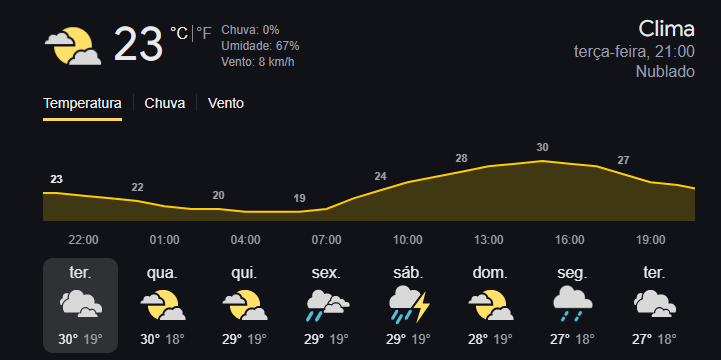 23 °C | °F
Chuva: 0%
Umidade: 67%
Vento: 8 km/h
Clima
terça-feira, 21:00
Nublado
Temperatura | Chuva | Vento
23 22 20 19 24 28 30 27
22:00 01:00 04:00 07:00 10:00 13:00 16:00 19:00
ter. qua. qui. sex. sáb. dom. seg. ter.
30° 19° 30° 18° 29° 19° 29° 19° 29° 19° 28° 19° 27° 18° 27° 18°